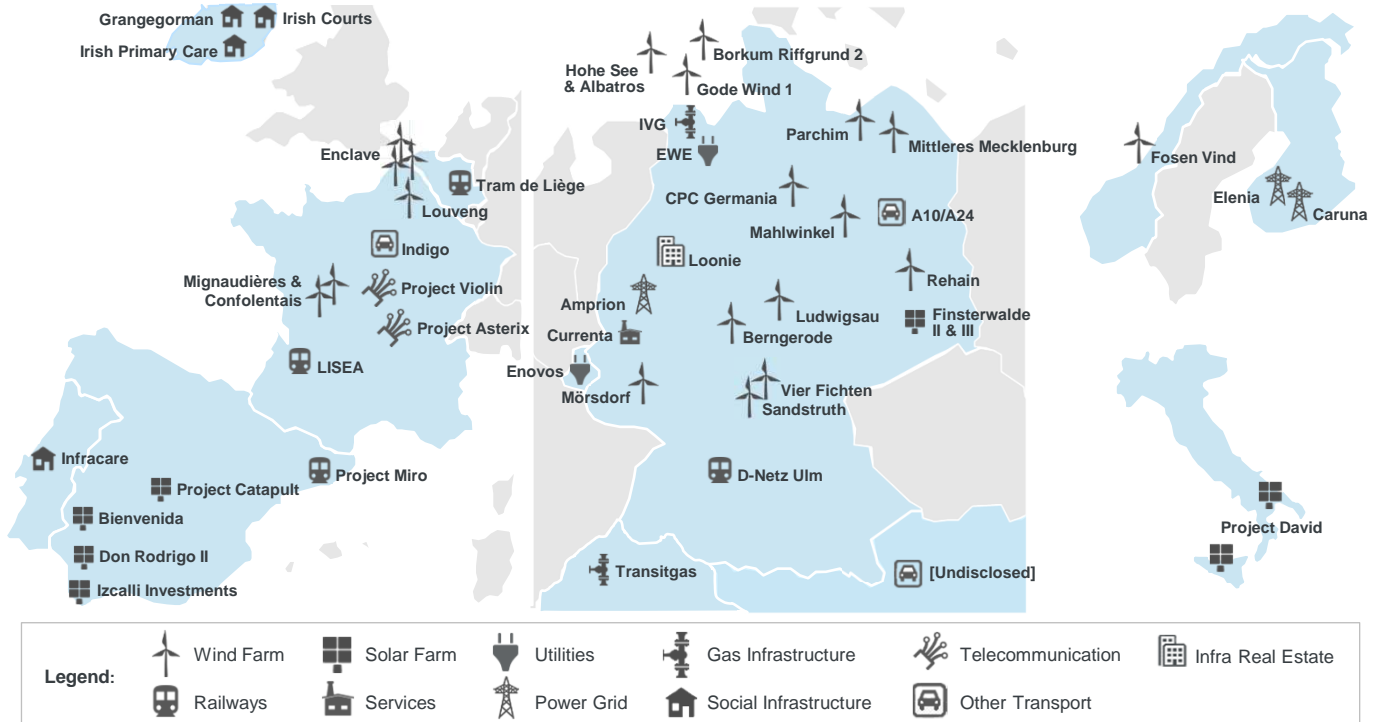 Grangegorman
Irish Courts
Irish Primary Care
Enclave
Tram de Liège
Louveng
Indigo
Mignaudières &
Confolentais
Project Violin
Project Asterix
LISEA
Infracare
Project Miro
Project Catapult
Bienvenida
Don Rodrigo II
Izcalli Investments
Borkum Riffgrund 2
Hohe See
& Albatros
Gode Wind 1
IVG
EWE
Parchim
Mittleres Mecklenburg
CPC Germania
Mahlwinkel
A10/A24
Loonie
Rehain
Amprion
Ludwigsau
Finsterwalde
II & III
Currenta
Berngerode
Enovos
Mörsdorf
Vier Fichten
Sandstruth
D-Netz Ulm
Transitgas
[Undisclosed]
Fosen Vind
Elenia
Caruna
Project David
Legend:
Wind Farm
Solar Farm
Utilities
Gas Infrastructure
Telecommunication
Infra Real Estate
Railways
Services
Power Grid
Social Infrastructure
Other Transport